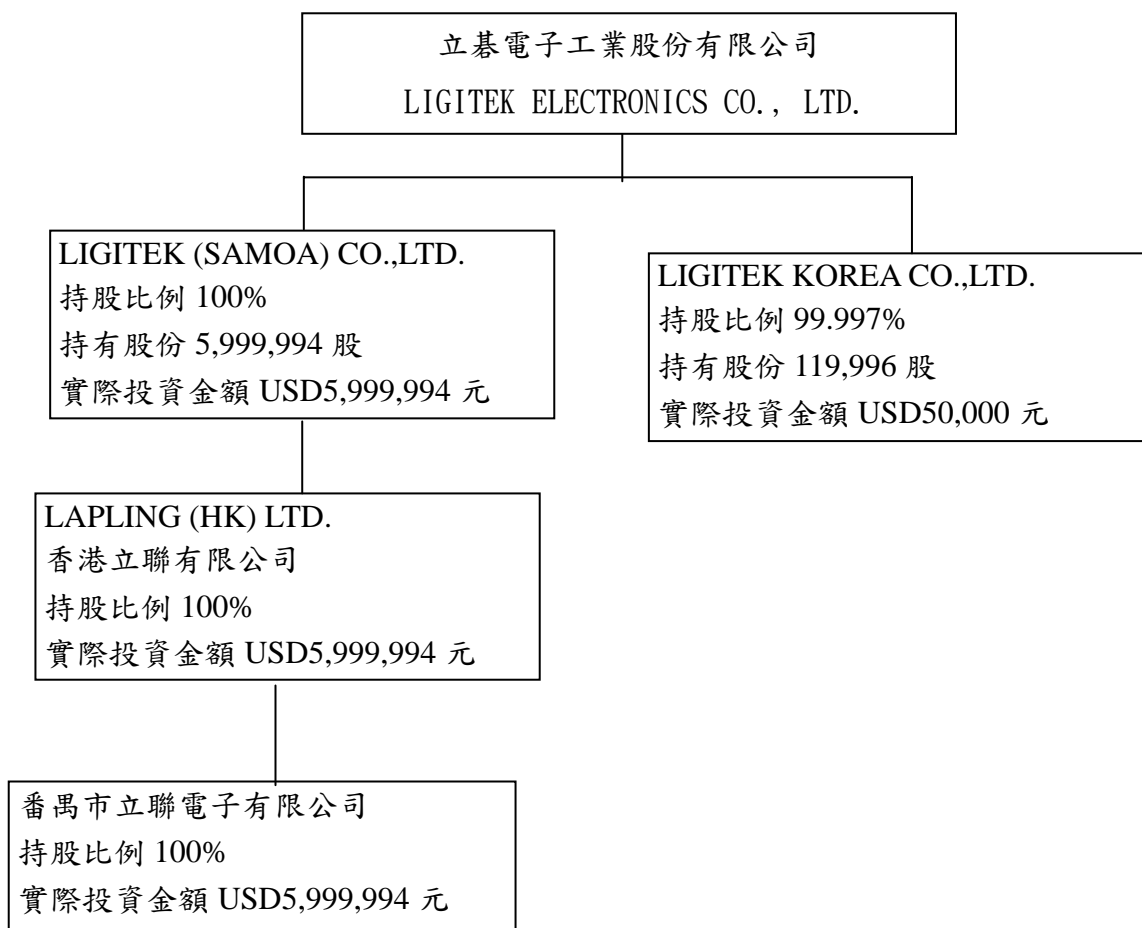 立碁電子工業股份有限公司
LIGITEK ELECTRONICS CO., LTD.
LIGITEK (SAMOA) CO.,LTD.
持股比例 100%
持有股份 5,999,994 股
實際投資金額 USD5,999,994 元
LIGITEK KOREA CO.,LTD.
持股比例 99.997%
持有股份 119,996 股
實際投資金額 USD50,000 元
LAPLING (HK) LTD.
香港立聯有限公司
持股比例 100%
實際投資金額 USD5,999,994 元
番禺市立聯電子有限公司
持股比例 100%
實際投資金額 USD5,999,994 元